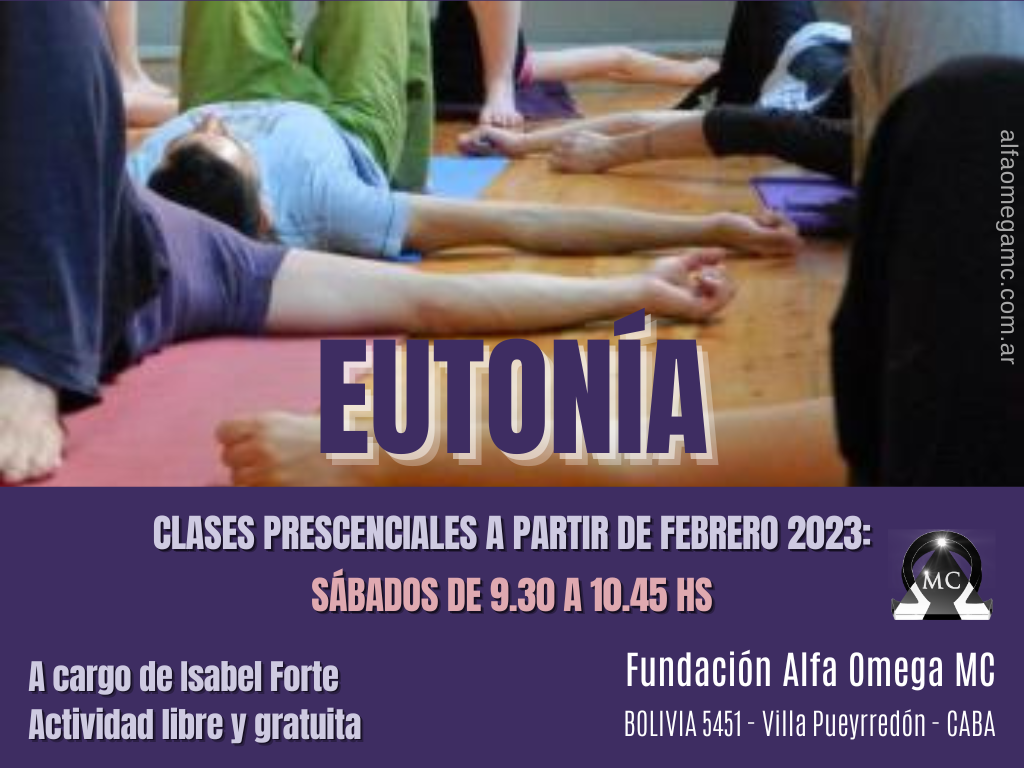 alfaomegamc.com.ar
EUTONÍA
CLASES PRESCENCIALES A PARTIR DE FEBRERO 2023:
SÁBADOS DE 9.30 A 10.45 HS
MC
A cargo de Isabel Forte
Actividad libre y gratuita
Fundación Alfa Omega MC
BOLIVIA 5451 - Villa Pueyrredón - CABA